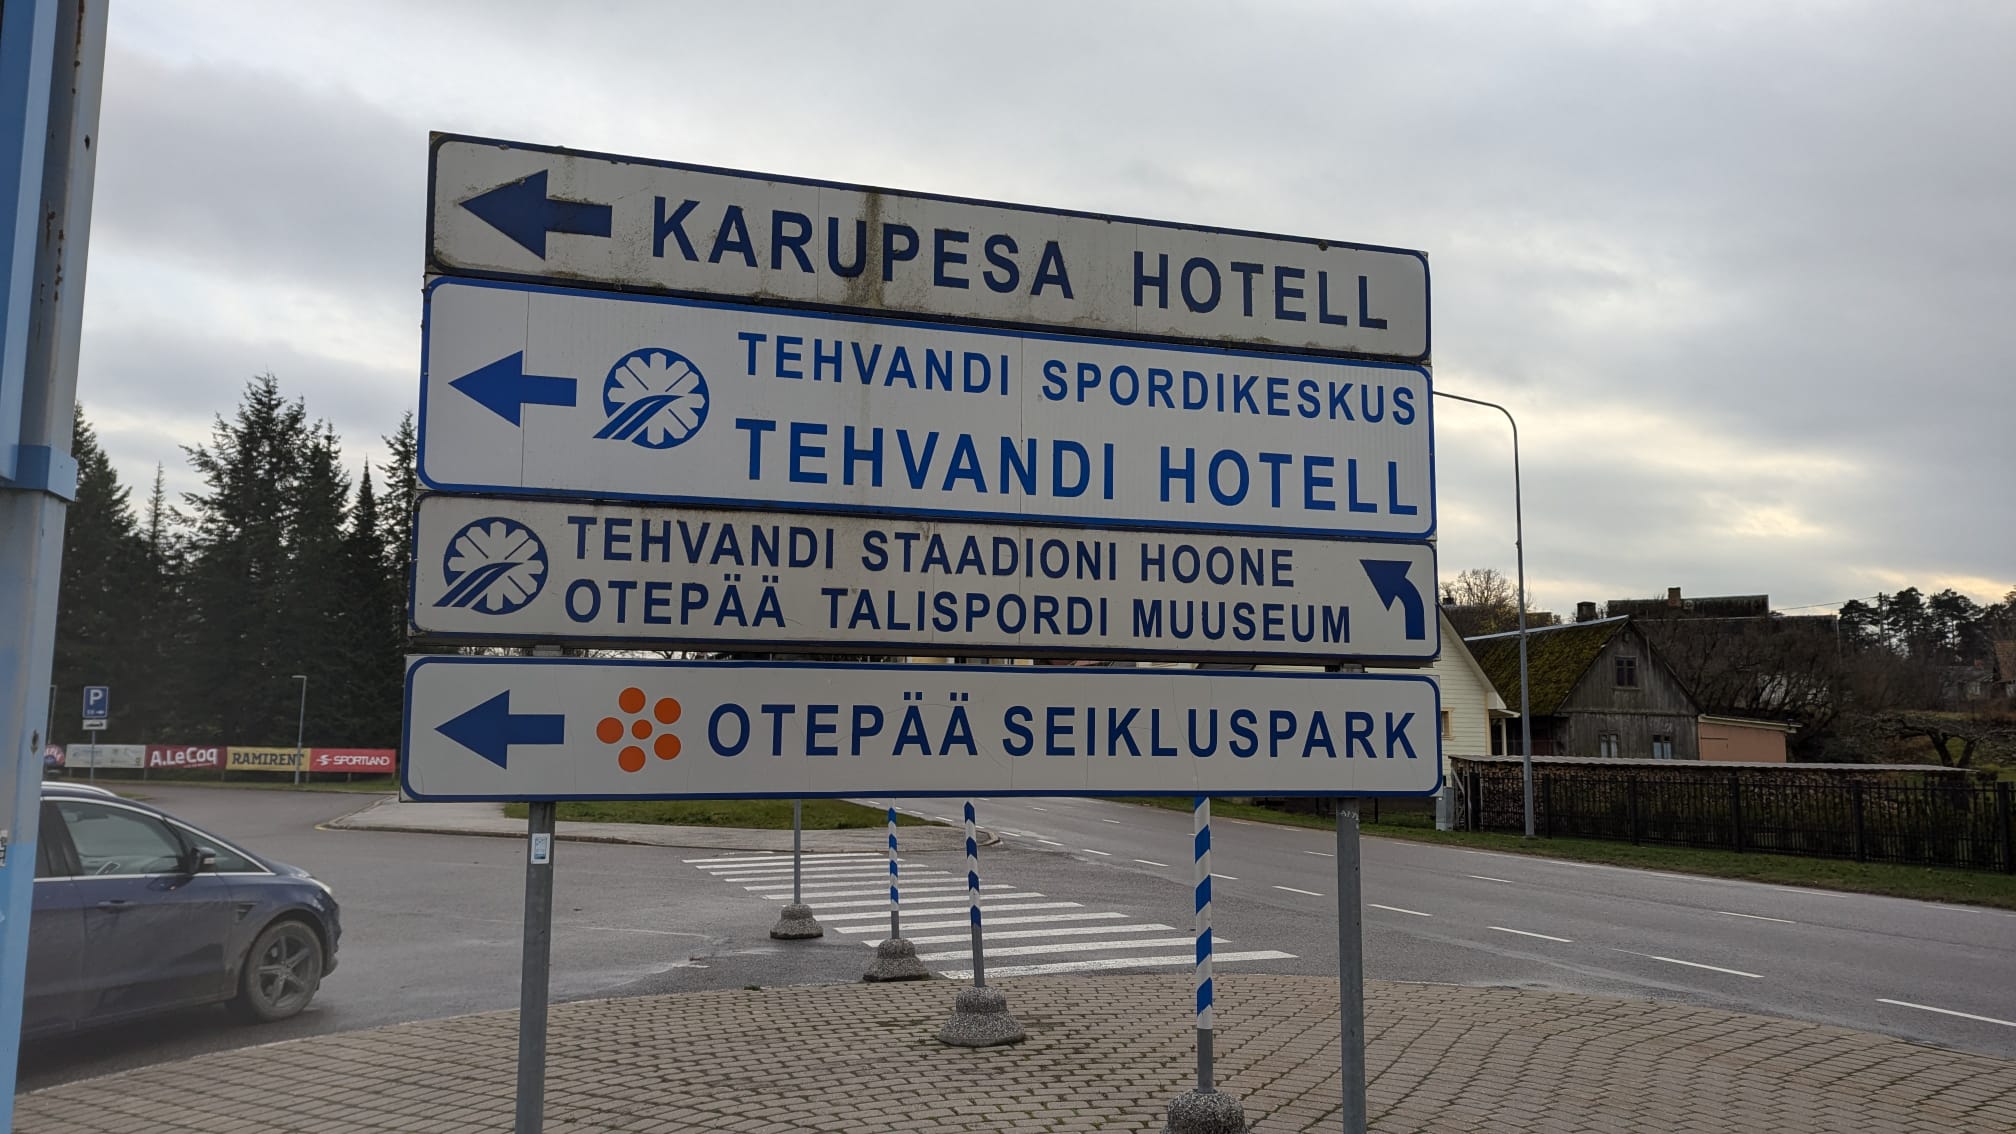 KARUPESA HOTELL
TEHVANDI SPORDIKESKUS
TEHVANDI HOTELL
TEHVANDI STAADIONI HOONE
OTEPÄÄ TALISPORDI MUUSEUM
OTEPÄÄ SEIKLUSPARK
P
A.LeCoq
RAMIRENT
SPORTLAND